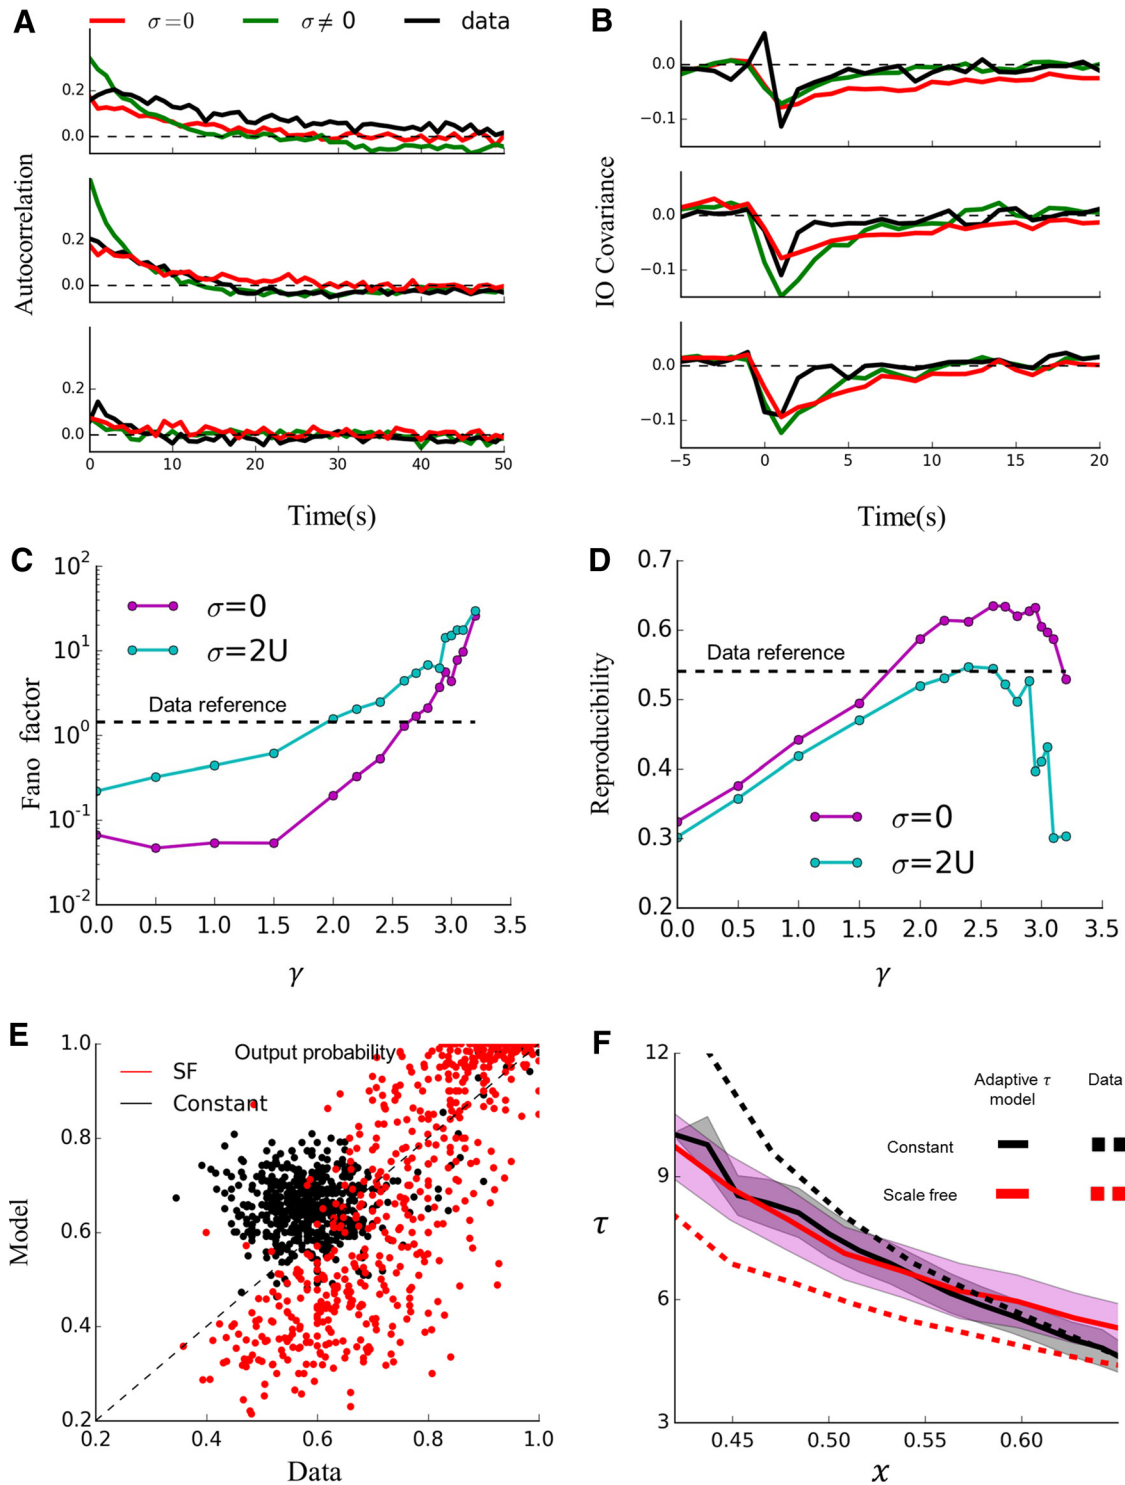 A
σ=0
σ≠ 0
data
B
Autocorrelation
0.2
0.0
0.2
0.0
0.2
0.0
0 10 20 30 40 50
Time(s)
IO Covariance
0.0
−0.1
0.0
−0.1
0.0
−0.1
−5 0 5 10 15 20
Time(s)
C
Fano factor
10²
10¹
10⁰
10⁻¹
10⁻²
σ=0
σ=2U
Data reference
0.0 0.5 1.0 1.5 2.0 2.5 3.0 3.5
γ
D
Reproducibility
0.7
0.6
0.5
0.4
0.3
0.2
Data reference
σ=0
σ=2U
0.0 0.5 1.0 1.5 2.0 2.5 3.0 3.5
γ
E
Model
1.0
0.8
0.6
0.4
0.2
Output probability
SF
Constant
0.2 0.4 0.6 0.8 1.0
Data
F
τ
12
9
6
3
Adaptive τ
model
Data
Constant
Scale free
0.45 0.50 0.55 0.60
x